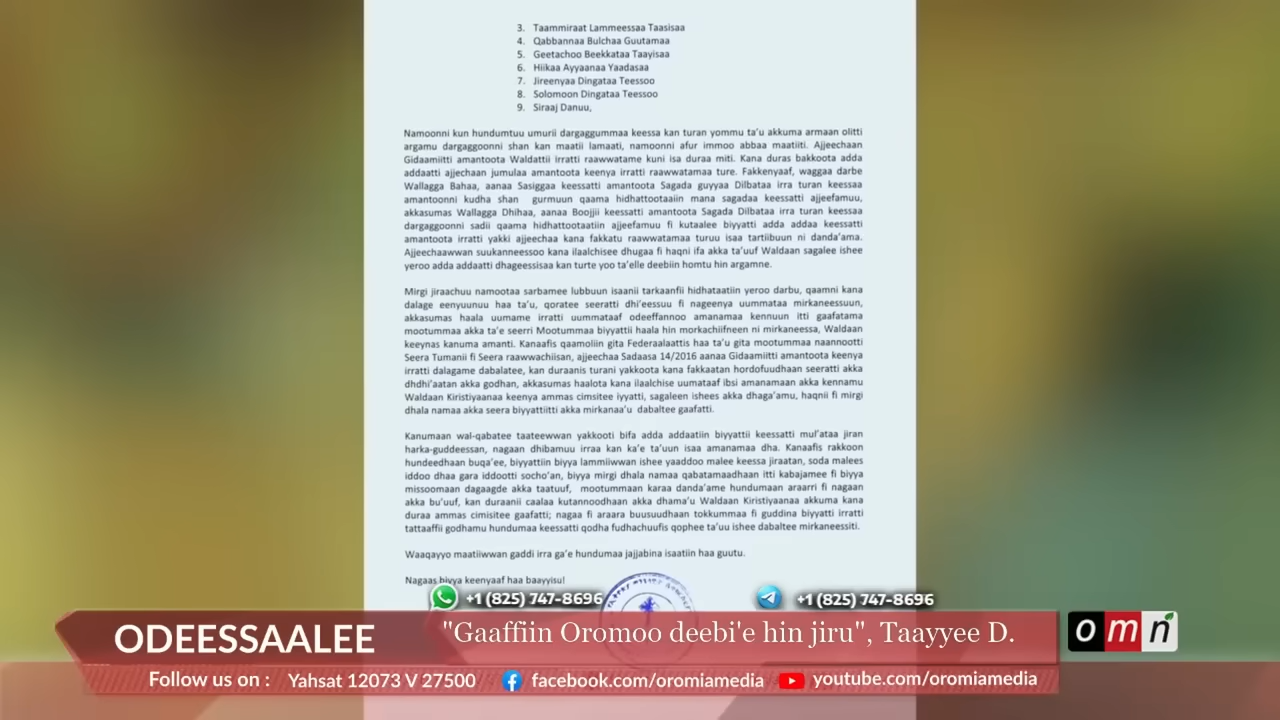 3. Taammiraat Lammeessaa Taasisaa
4. Qabbannaa Bulchaa Guutamaa
5. Geetachoo Beekkataa Taayisaa
6. Hiikaa Ayyaanaa Yaadasaa
7. Jireenyaa Dingataa Teessoo
8. Solomoon Dingataa Teessoo
9. Siraaj Danuu,
Namoonni kun hundumtuu umurii dargaggummaa keessa kan turan yommu ta'u akkuma armaan olitti
argamu dargaggoonni shan kan maatii lamaati, namoonni afur immoo abbaa maatiiti. Ajjeechaan
Gidaamiitti amantoota Waldattii irratti raawwatame kuni isa duraa miti. Kana duras bakkoota adda
addaatti ajjechaan jumulaa amantoota keenya irratti raawwatamaa ture. Fakkenyaaf, waggaa darbe
Wallagga Bahaa, aanaa Sasiggaa keessatti amantoota Sagada guyyaa Dilbataa irra turan keessaa
amantoonni kudha shan gurmuun qaama hidhattootaaiin mana sagadaa keessatti ajjeefamuu,
akkasumas Wallagga Dhihaa, aanaa Boojjii keessatti amantoota Sagada Dilbataa irra turan keessaa
dargaggoonni sadii qaama hidhattootaatiin ajjeefamuu fi kutaalee biyyatti adda addaa keessatti
amantoota irratti yakki ajjeechaa kana fakkatu raawwatamaa turuu isaa tartiibuun ni danda'ama.
Ajjeechaawwan suukanneessoo kana ilaalchisee dhugaa fi haqni ifa akka ta'uuf Waldaan sagalee ishee
yeroo adda addaatti dhageessisaa kan turte yoo ta'elle deebiin homtu hin argamne.
Mirgi jiraachuu namootaa sarbamee lubbuun isaanii tarkaanfii hidhataatiin yeroo darbu, qaamni kana
dalage eenyuunuu haa ta'u, qoratee seeratti dhi'eessuu fi nageenya uummataa mirkaneessuun,
akkasumas haala uumame irratti uummataaf odeeffannoo amanamaa kennuun itti gaafatama
mootummaa akka ta'e seerri Mootummaa biyyattii haala hin morkachiifneen ni mirkaneessa, Waldaan
keeynas kanuma amanti. Kanaafis qaamoliin gita Federaalaattis haa ta'u gita mootummaa naannootti
Seera Tumanii fi Seera raawwachiisan, ajjeechaa Sadaasa 14/2016 aanaa Gidaamiitti amantoota keenya
irratti dalagame dabalatee, kan duraanis turani yakkoota kana fakkaatan hordofuudhaan seeratti akka
dhdhi'aatan akka godhan, akkasumas haalota kana ilaalchise uumataaf ibsi amanamaan akka kennamu
Waldaan Kiristiyaanaa keenya ammas cimsitee iyyatti, sagaleen ishees akka dhaga'amu, haqnii fi mirgi
dhala namaa akka seera biyyattiitti akka mirkanaa'u dabaltee gaafatti.
Kanumaan wal-qabatee taateewwan yakkooti bifa adda addaatiin biyyattii keessatti mul'ataa jiran
harka-guddeessan, nagaan dhibamuu irraa kan ka'e ta'uun isaa amanamaa dha. Kanaafis rakkoon
hundeedhaan buqa'ee, biyyattiin biyya lammiiwwan ishee yaaddoo malee keessa jiraatan, soda malees
iddoo dhaa gara iddootti socho'an, biyya mirgi dhala namaa qabatamaadhaan itti kabajamee fi biyya
missoomaan dagaagde akka taatuuf, mootummaan karaa danda'ame hundumaan araarri fi nagaan
akka bu'uuf, kan duraanii caalaa kutannoodhaan akka dhama'u Waldaan Kiristiyaanaa akkuma kana
duraa ammas cimisitee gaafatti; nagaa fi araara buusuudhaan tokkummaa fi guddina biyyatti irratti
tattaaffii godhamu hundumaa keessatti qodha fudhachuufis qophee ta'uu ishee dabaltee mirkaneessiti.
Waaqayyo maatiiwwan gaddi irra ga'e hundumaa jajjabina isaatiin haa guutu.
Nagaas biyya keenyaaf haa baayyisu!
+1 (825) 747-8696
+1 (825) 747-8696
ODEESSAALEE
"Gaaffiin Oromoo deebi'e hin jiru", Taayyee D.
omn
Follow us on : Yahsat 12073 V 27500 facebook.com/oromiamedia youtube.com/oromiamedia